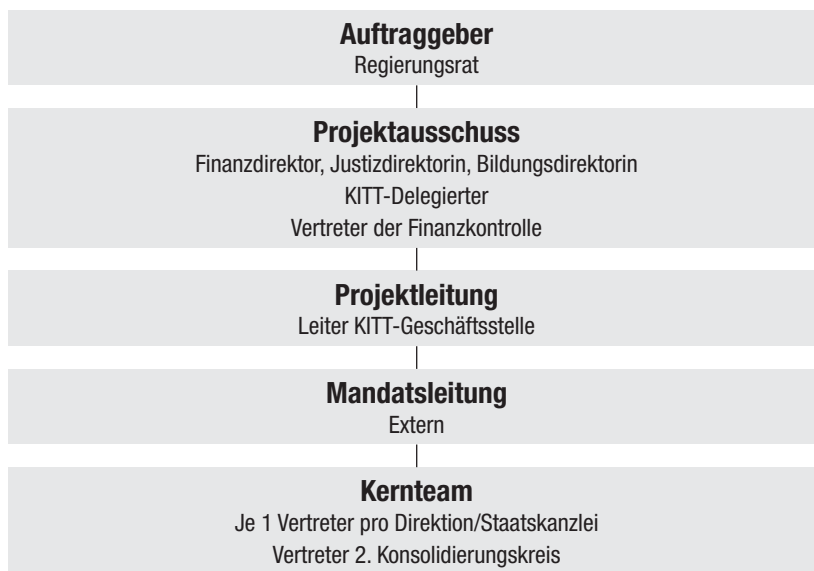 Auftraggeber
Regierungsrat
Projektausschuss
Finanzdirektor, Justizdirektorin, Bildungsdirektorin
KITT-Delegierter
Vertreter der Finanzkontrolle
Projektleitung
Leiter KITT-Geschäftsstelle
Mandatsleitung
Extern
Kernteam
Je 1 Vertreter pro Direktion/Staatskanzlei
Vertreter 2. Konsolidierungskreis